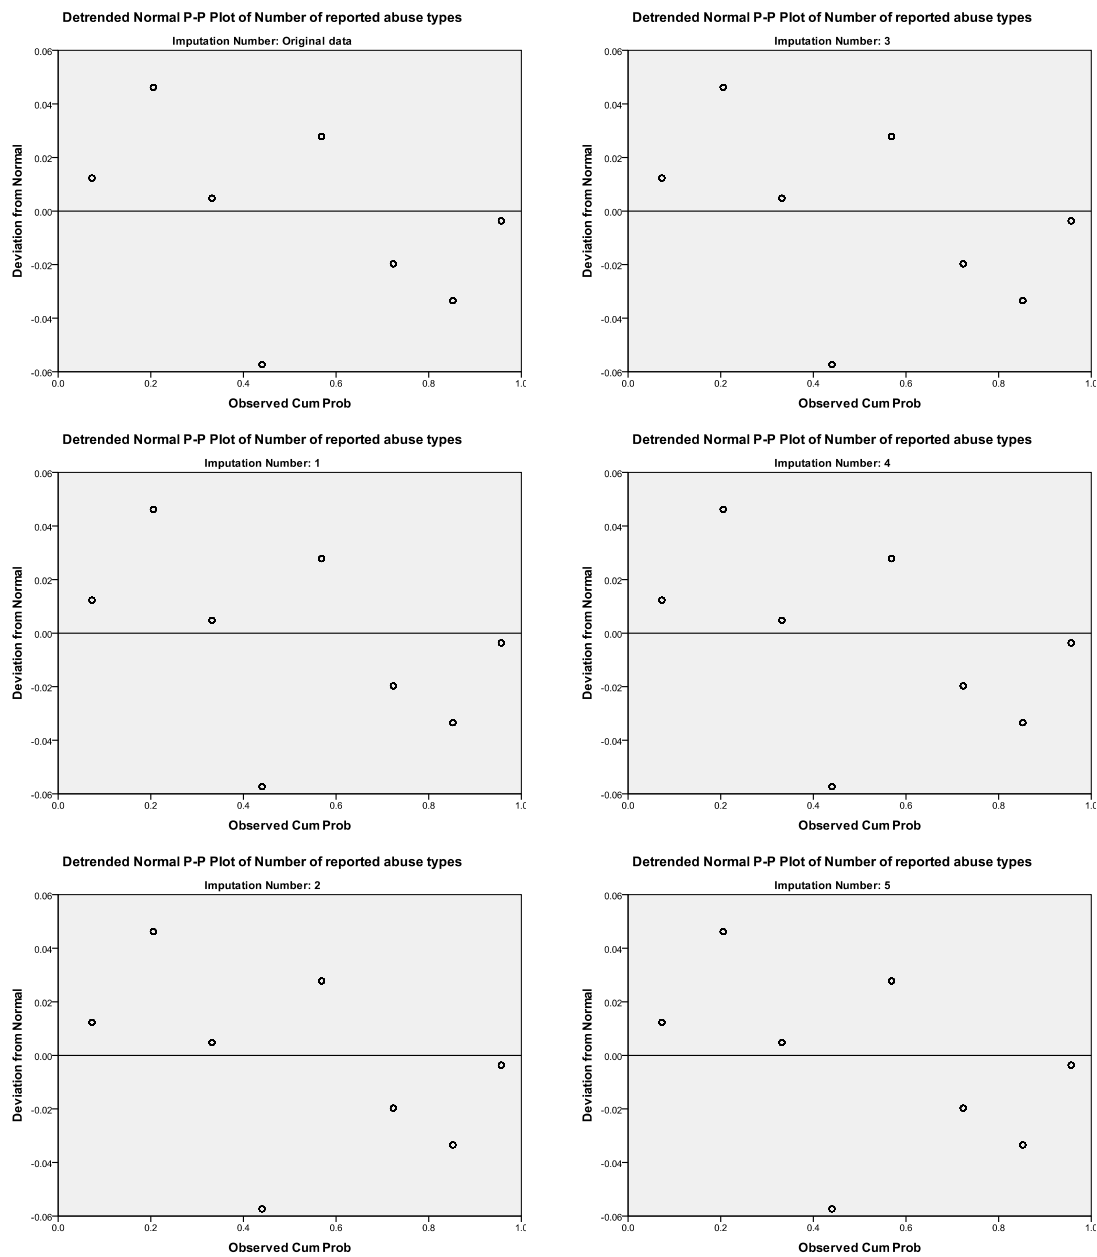 Detrended Normal P-P Plot of Number of reported abuse types
Imputation Number: Original data
0.06
0.04
0.02
0.00
-0.02
-0.04
-0.06
Deviation from Normal
0.0 0.2 0.4 0.6 0.8 1.0
Observed Cum Prob
Detrended Normal P-P Plot of Number of reported abuse types
Imputation Number: 3
0.06
0.04
0.02
0.00
-0.02
-0.04
-0.06
Deviation from Normal
0.0 0.2 0.4 0.6 0.8 1.0
Observed Cum Prob
Detrended Normal P-P Plot of Number of reported abuse types
Imputation Number: 1
0.06
0.04
0.02
0.00
-0.02
-0.04
-0.06
Deviation from Normal
0.0 0.2 0.4 0.6 0.8 1.0
Observed Cum Prob
Detrended Normal P-P Plot of Number of reported abuse types
Imputation Number: 4
0.06
0.04
0.02
0.00
-0.02
-0.04
-0.06
Deviation from Normal
0.0 0.2 0.4 0.6 0.8 1.0
Observed Cum Prob
Detrended Normal P-P Plot of Number of reported abuse types
Imputation Number: 2
0.06
0.04
0.02
0.00
-0.02
-0.04
-0.06
Deviation from Normal
0.0 0.2 0.4 0.6 0.8 1.0
Observed Cum Prob
Detrended Normal P-P Plot of Number of reported abuse types
Imputation Number: 5
0.06
0.04
0.02
0.00
-0.02
-0.04
-0.06
Deviation from Normal
0.0 0.2 0.4 0.6 0.8 1.0
Observed Cum Prob